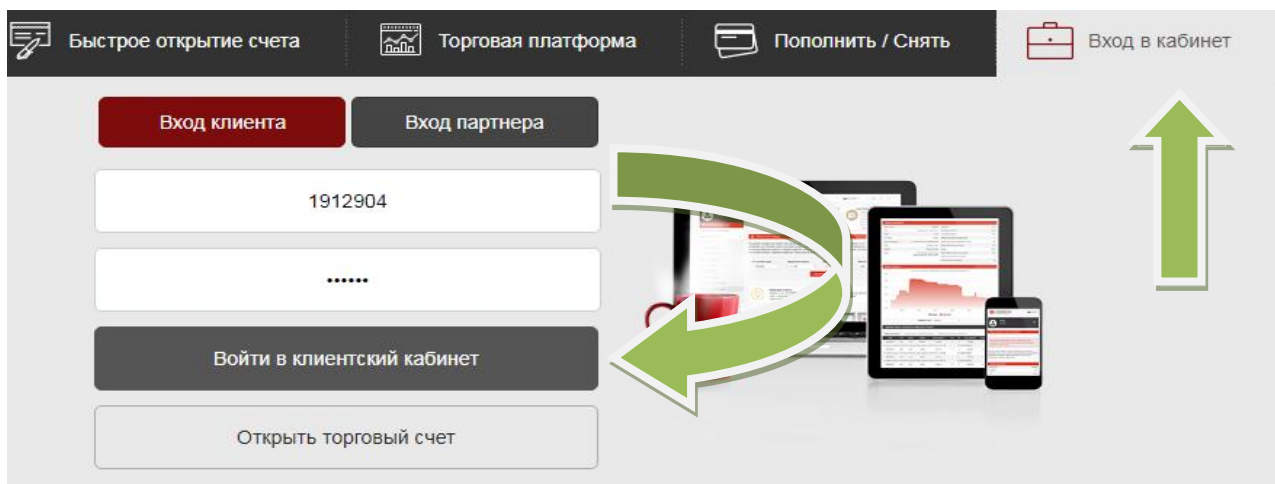 Быстрое открытие счета
Торговая платформа
Пополнить / Снять
Вход в кабинет
Вход клиента
Вход партнера
1912904
••••••
Войти в клиентский кабинет
Открыть торговый счет